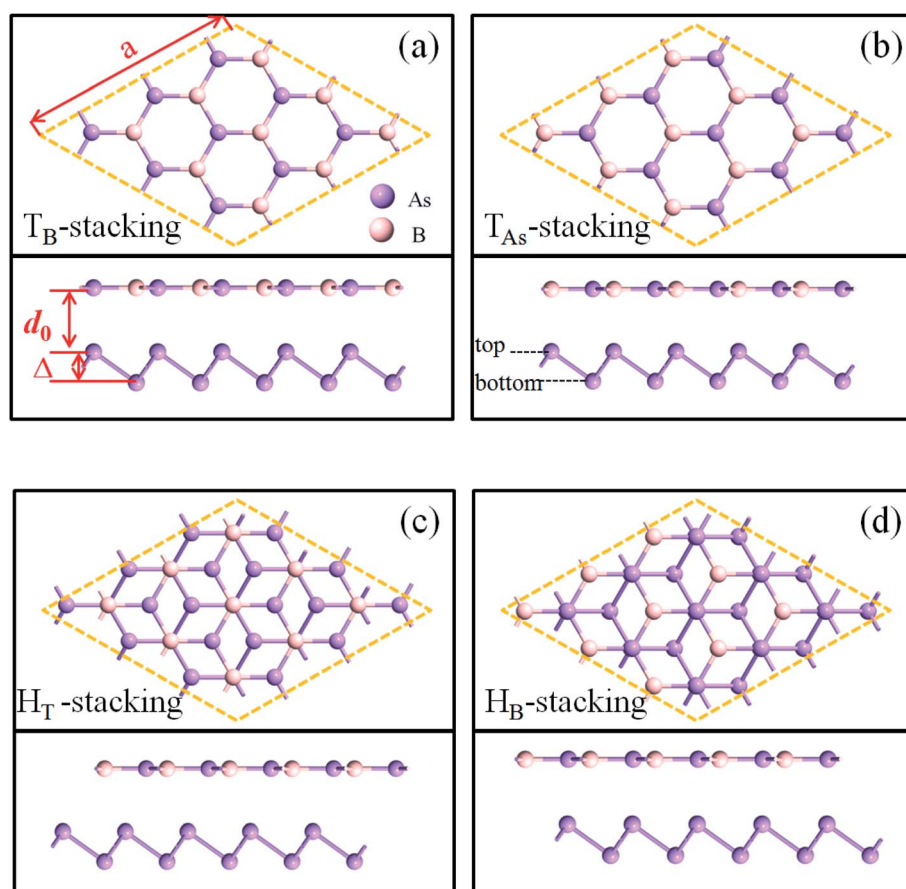 a
(a)
As
B
T_B-stacking
d_0
Δ
(b)
T_As-stacking
top
bottom
(c)
H_T-stacking
(d)
H_B-stacking